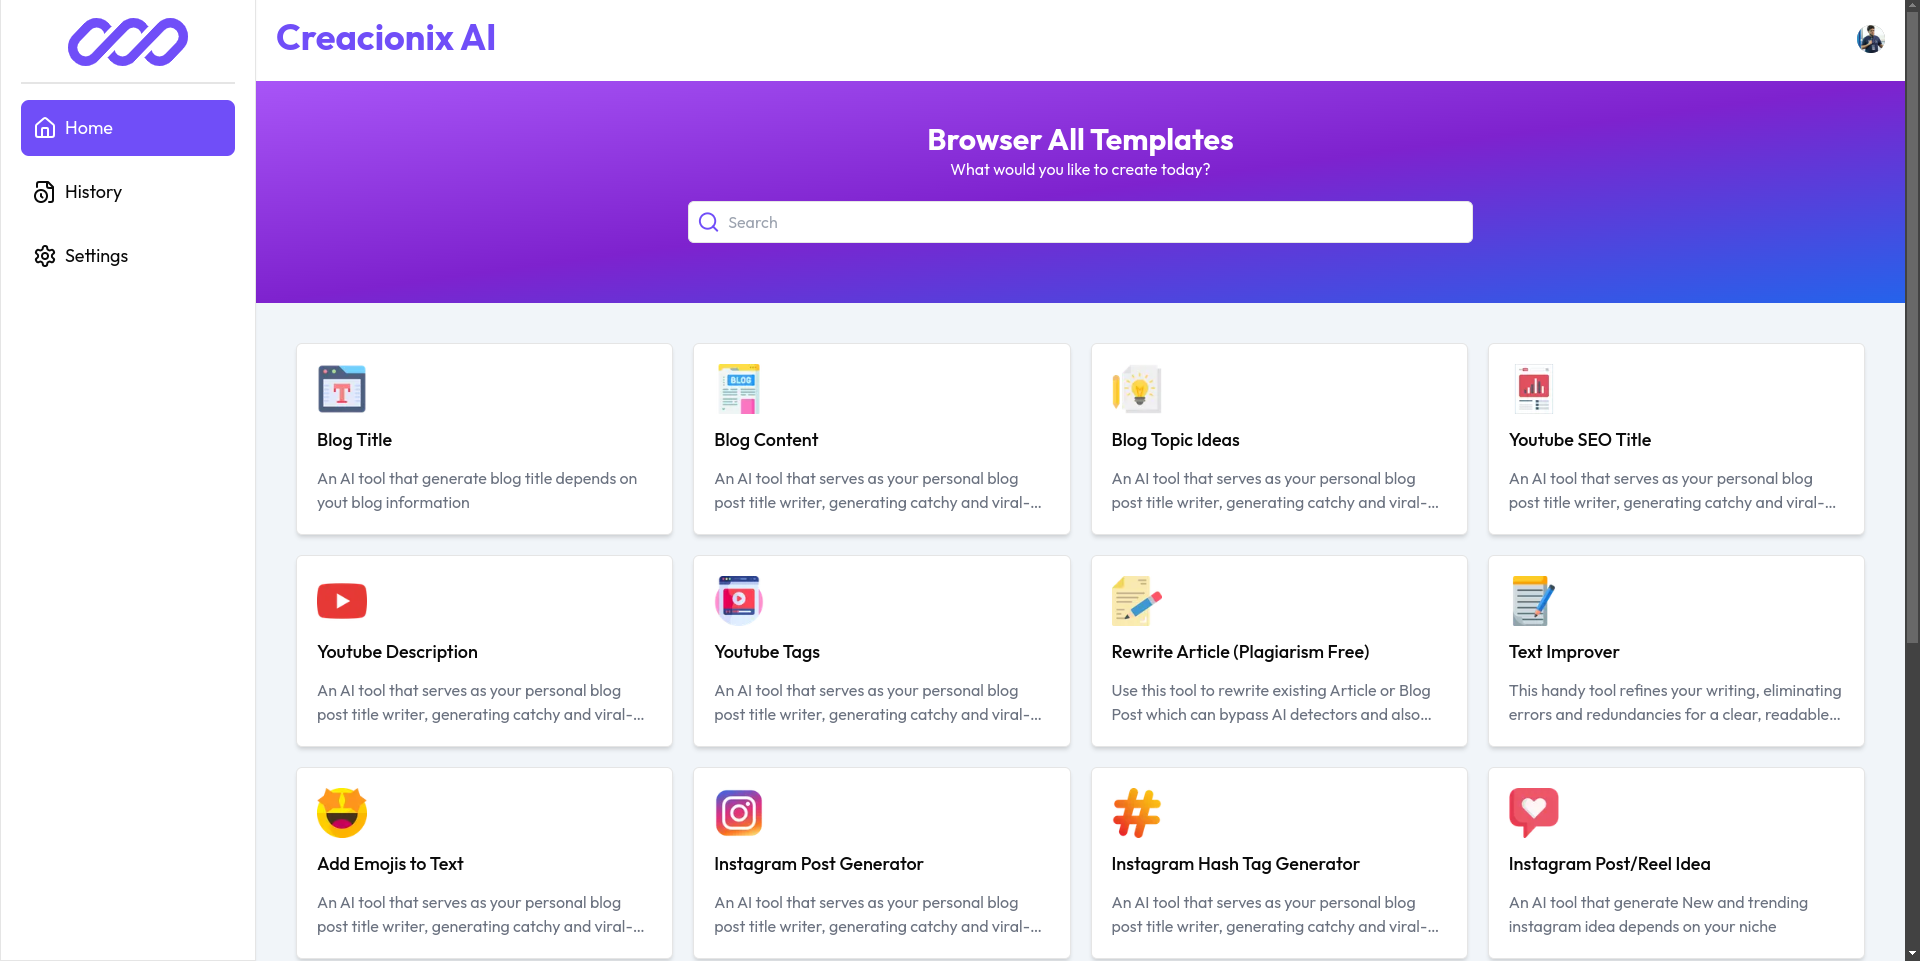 Creacionix AI
Home
History
Settings
Browser All Templates
What would you like to create today?
Search
Blog Title
An AI tool that generate blog title depends on
yout blog information
BLOG
Blog Content
An AI tool that serves as your personal blog
post title writer, generating catchy and viral-...
Blog Topic Ideas
An AI tool that serves as your personal blog
post title writer, generating catchy and viral-...
Youtube SEO Title
An AI tool that serves as your personal blog
post title writer, generating catchy and viral-...
Youtube Description
An AI tool that serves as your personal blog
post title writer, generating catchy and viral-...
Youtube Tags
An AI tool that serves as your personal blog
post title writer, generating catchy and viral-...
Rewrite Article (Plagiarism Free)
Use this tool to rewrite existing Article or Blog
Post which can bypass AI detectors and also...
Text Improver
This handy tool refines your writing, eliminating
errors and redundancies for a clear, readable...
Add Emojis to Text
An AI tool that serves as your personal blog
post title writer, generating catchy and viral-...
Instagram Post Generator
An AI tool that serves as your personal blog
post title writer, generating catchy and viral-...
Instagram Hash Tag Generator
An AI tool that serves as your personal blog
post title writer, generating catchy and viral-...
Instagram Post/Reel Idea
An AI tool that generate New and trending
instagram idea depends on your niche